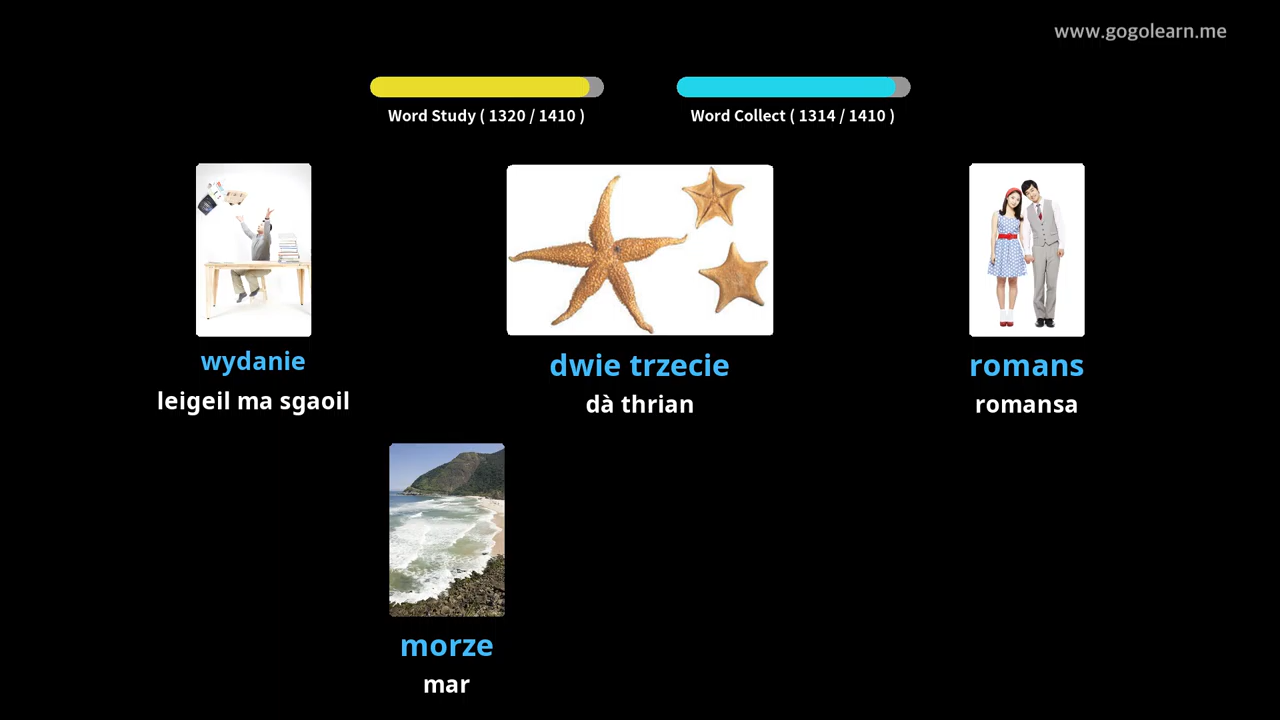 www.gogolearn.me
Word Study ( 1320 / 1410 )
Word Collect ( 1314 / 1410 )
wydanie
leigeil ma sgaoil
dwie trzecie
dà thrian
romans
romansa
morze
mar